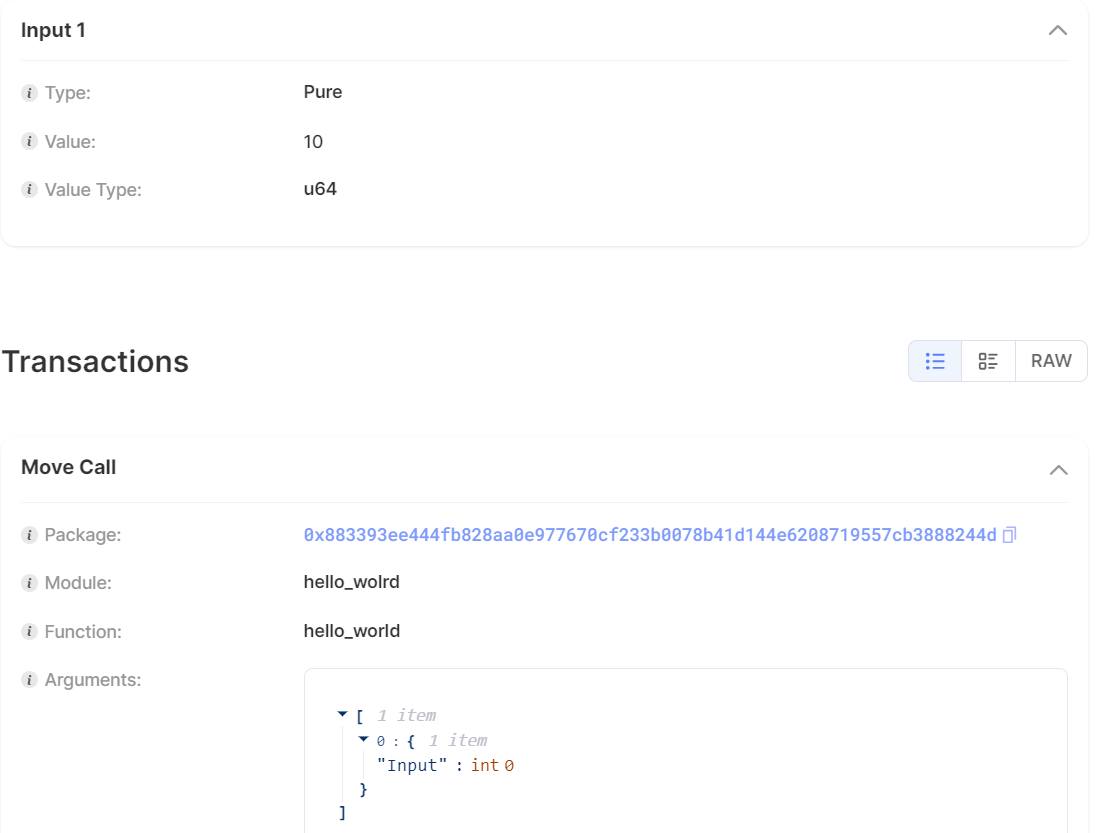 Input 1
i Type: Pure
i Value: 10
i Value Type: u64
Transactions RAW
Move Call
i Package: 0x883393ee444fb828aa0e977670cf233b0078b41d144e6208719557cb3888244d
i Module: hello_wolrd
i Function: hello_world
i Arguments:
[ 1 item
0 : { 1 item
"Input" : int 0
}
]